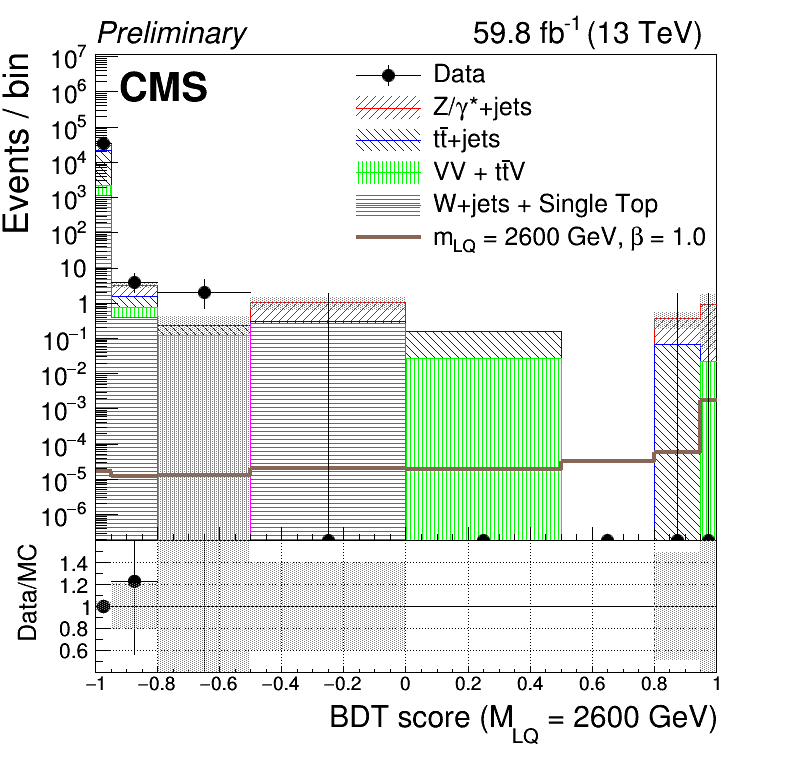 Preliminary 59.8 fb⁻¹ (13 TeV)
CMS
Events / bin
10⁷
10⁶
10⁵
10⁴
10³
10²
10
1
10⁻¹
10⁻²
10⁻³
10⁻⁴
10⁻⁵
10⁻⁶
Data
Z/γ*+jets
tt̄+jets
VV + tt̄V
W+jets + Single Top
m_LQ = 2600 GeV, β = 1.0
Data/MC
1.4
1.2
1
0.8
0.6
−1 −0.8 −0.6 −0.4 −0.2 0 0.2 0.4 0.6 0.8 1
BDT score (M_LQ = 2600 GeV)